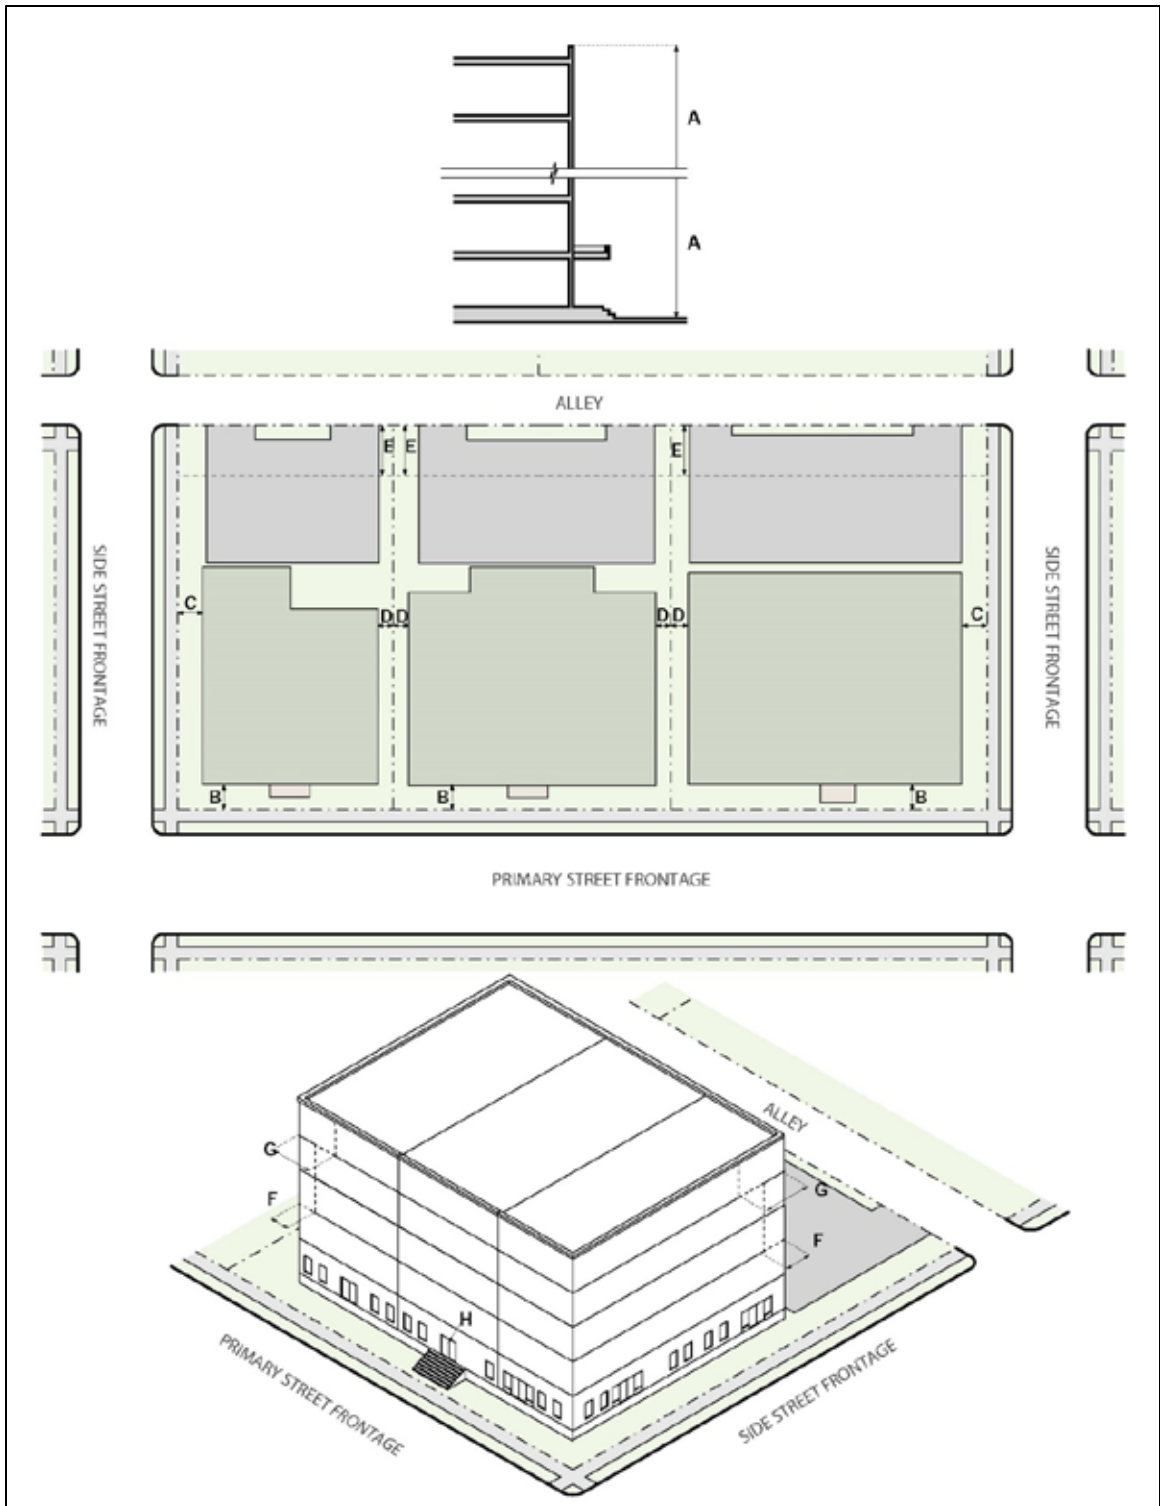 A
A
ALLEY
E E E
SIDE STREET FRONTAGE
SIDE STREET FRONTAGE
C D D D D C
B B B
PRIMARY STREET FRONTAGE
ALLEY
G
G
F
F
H
PRIMARY STREET FRONTAGE
SIDE STREET FRONTAGE